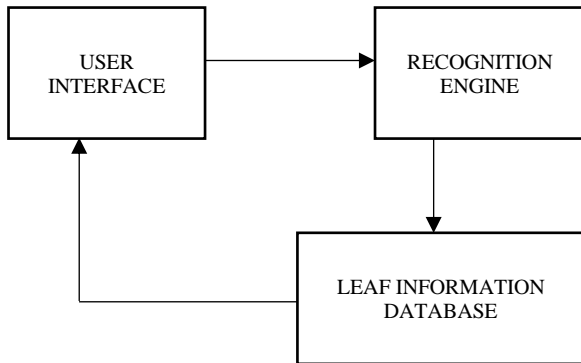 USER
INTERFACE
RECOGNITION
ENGINE
LEAF INFORMATION
DATABASE